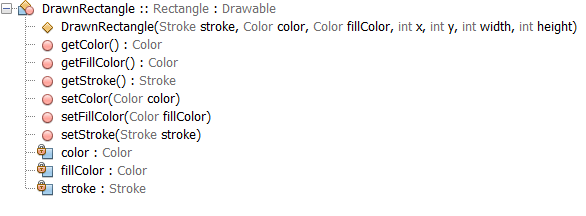 DrawnRectangle :: Rectangle : Drawable
DrawnRectangle(Stroke stroke, Color color, Color fillColor, int x, int y, int width, int height)
getColor() : Color
getFillColor() : Color
getStroke() : Stroke
setColor(Color color)
setFillColor(Color fillColor)
setStroke(Stroke stroke)
color : Color
fillColor : Color
stroke : Stroke